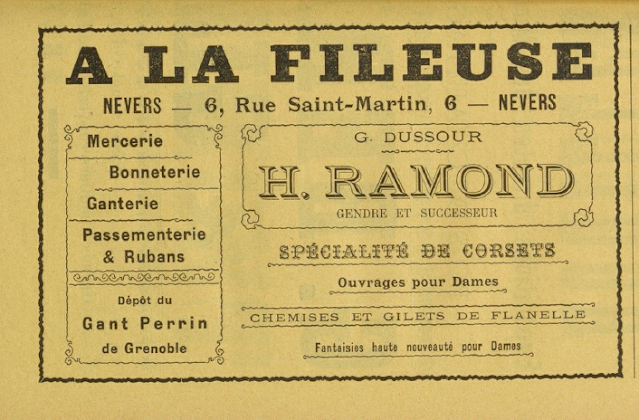 A LA FILEUSE
NEVERS — 6, Rue Saint-Martin, 6 — NEVERS
Mercerie
Bonneterie
Ganterie
Passementerie
& Rubans
Dépôt du
Gant Perrin
de Grenoble
G. DUSSOUR
H. RAMOND
GENDRE ET SUCCESSEUR
SPÉCIALITÉ DE CORSETS
Ouvrages pour Dames
CHEMISES ET GILETS DE FLANELLE
Fantaisies haute nouveauté pour Dames